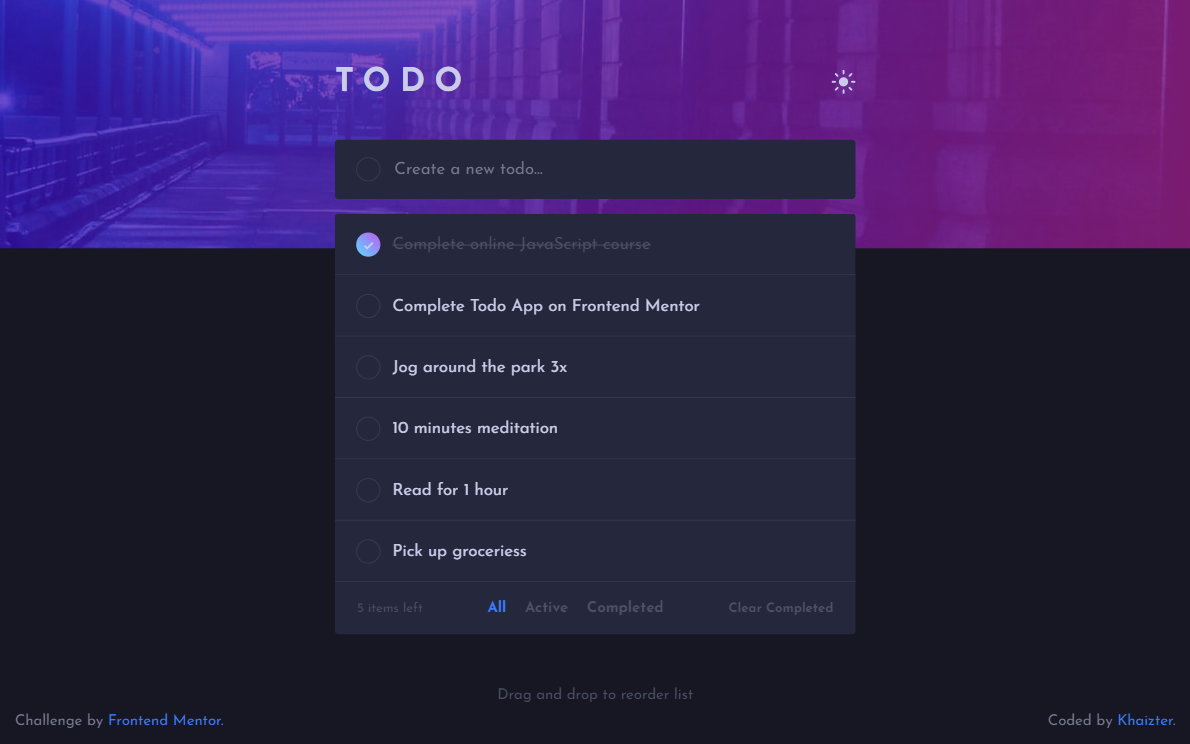 TODO
Create a new todo...
Complete online JavaScript course
Complete Todo App on Frontend Mentor
Jog around the park 3x
10 minutes meditation
Read for 1 hour
Pick up groceriess
5 items left All Active Completed Clear Completed
Drag and drop to reorder list
Challenge by Frontend Mentor. Coded by Khaizter.